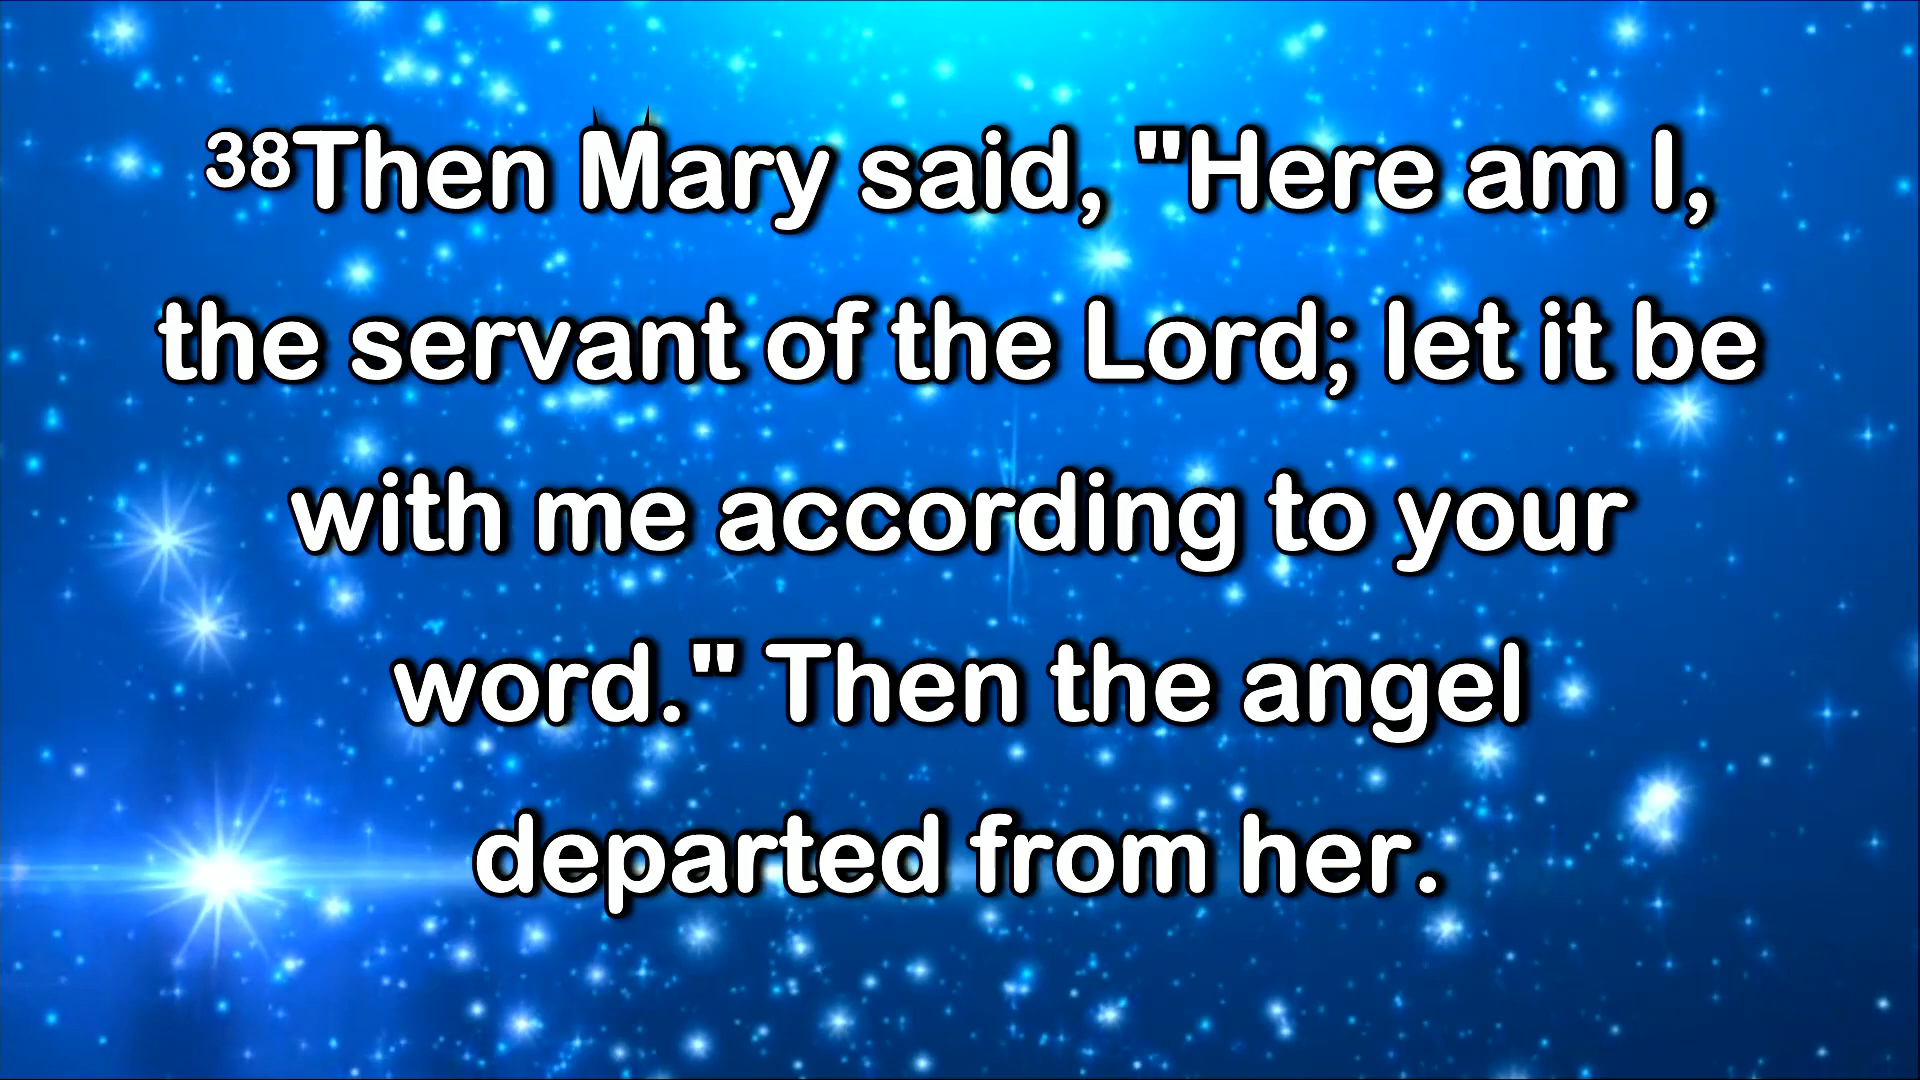 ³⁸Then Mary said, "Here am I,
the servant of the Lord; let it be
with me according to your
word." Then the angel
departed from her.